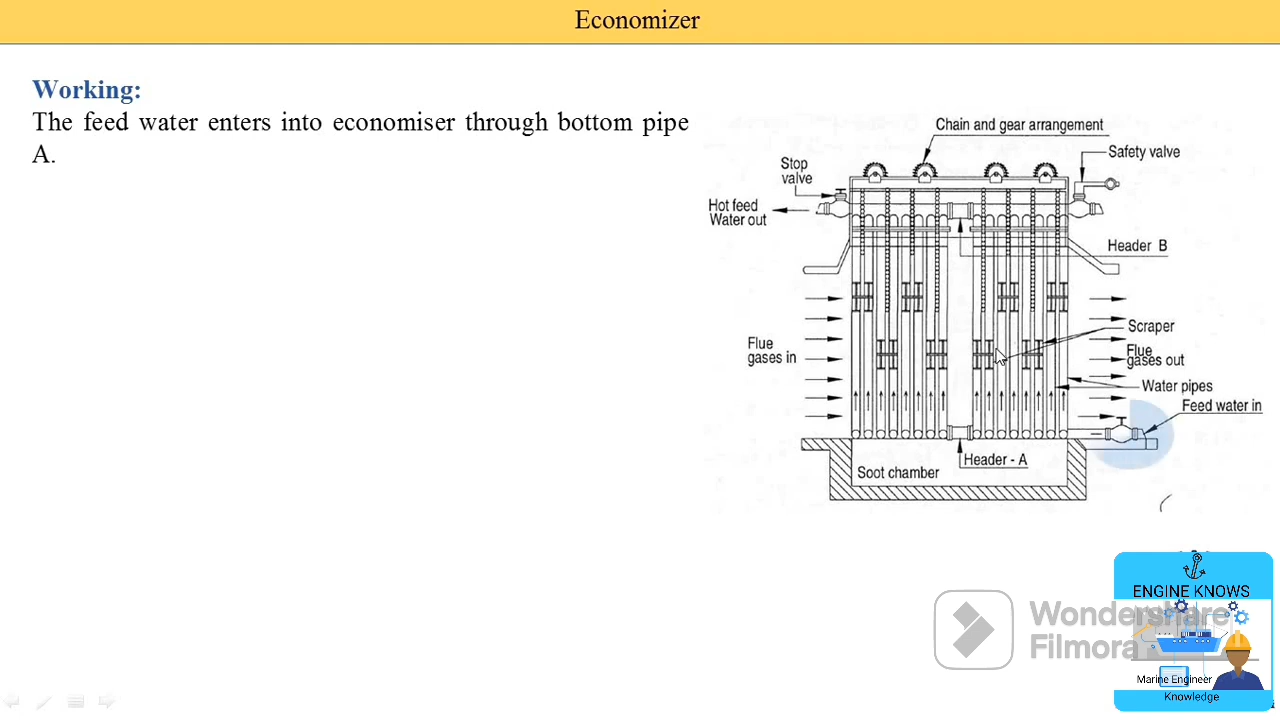 Economizer
Working:
The feed water enters into economiser through bottom pipe
A.
Chain and gear arrangement
Safety valve
Stop
valve
Hot feed
Water out
Header B
Scraper
Flue
gases in
Flue
gases out
Water pipes
Feed water in
Header - A
Soot chamber
ENGINE KNOWS
Wondershare
Filmora
Marine Engineer
Knowledge